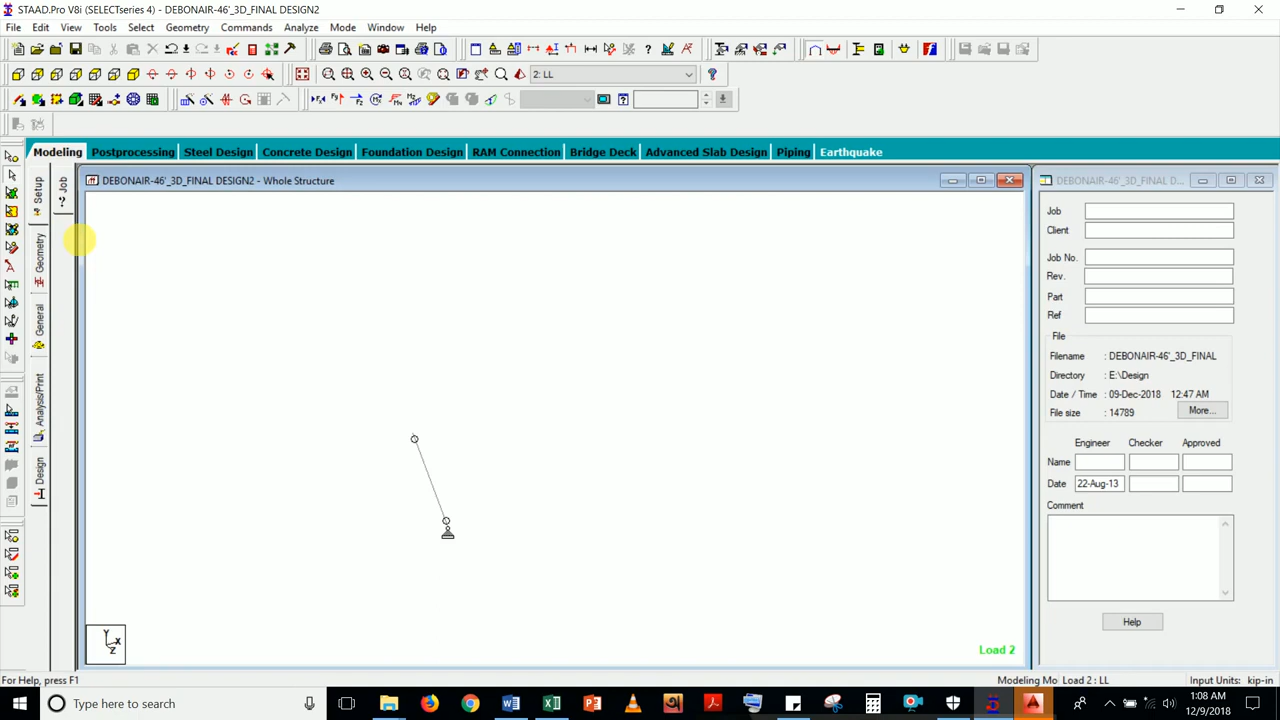 STAAD.Pro V8i (SELECTseries 4) - DEBONAIR-46'_3D_FINAL DESIGN2
File Edit View Tools Select Geometry Commands Analyze Mode Window Help
2: LL
Modeling Postprocessing Steel Design Concrete Design Foundation Design RAM Connection Bridge Deck Advanced Slab Design Piping Earthquake
DEBONAIR-46'_3D_FINAL DESIGN2 - Whole Structure
DEBONAIR-46'_3D_FINAL D...
Setup
Job
Geometry
General
Analysis/Print
Design
Job
Client
Job No.
Rev.
Part
Ref
File
Filename : DEBONAIR-46'_3D_FINAL
Directory : E:\Design
Date / Time : 09-Dec-2018 12:47 AM
File size : 14789 More...
Engineer Checker Approved
Name
Date 22-Aug-13
Comment
Help
Y
X
Z
Load 2
For Help, press F1
Modeling Mo Load 2 : LL Input Units: kip-in
Type here to search
1:08 AM
12/9/2018